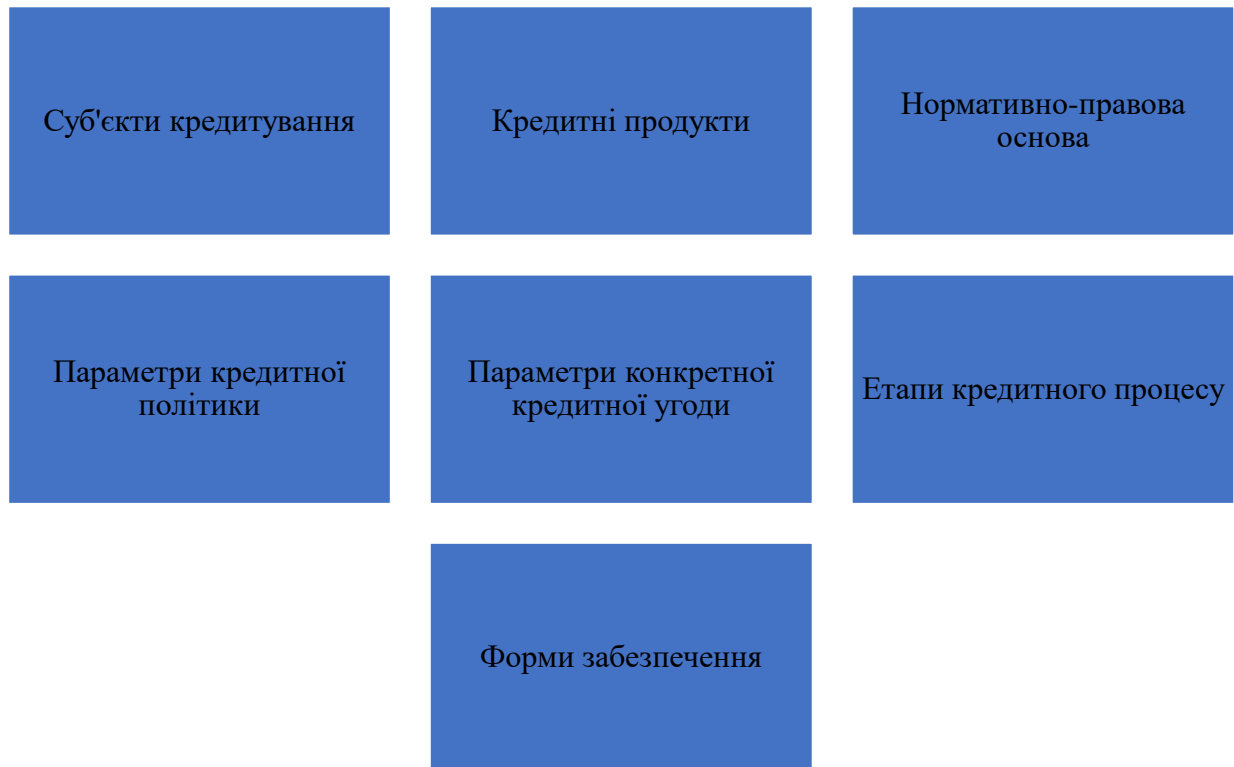 Суб'єкти кредитування
Кредитні продукти
Нормативно-правова
основа
Параметри кредитної
політики
Параметри конкретної
кредитної угоди
Етапи кредитного процесу
Форми забезпечення